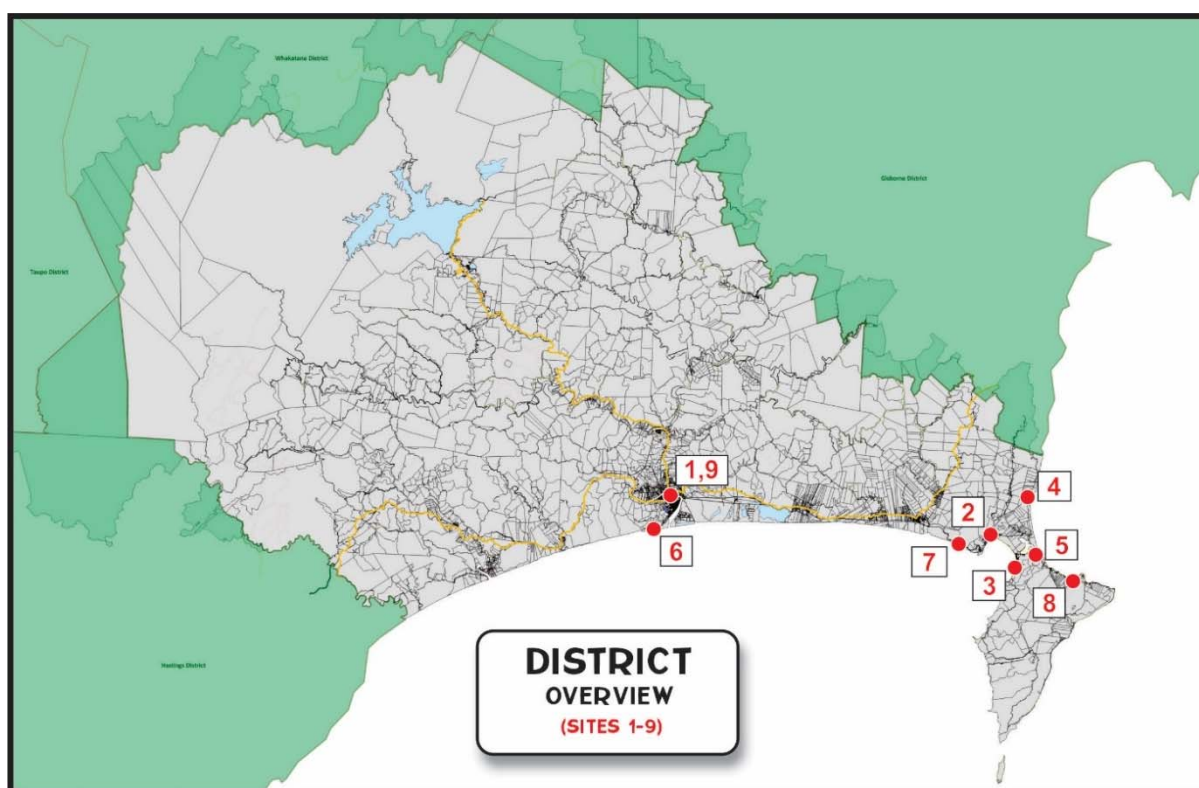 Whakatane District
Gisborne District
Taupo District
1,9
4
2
5
6
7
3
8
Hastings District
DISTRICT
OVERVIEW
(SITES 1-9)